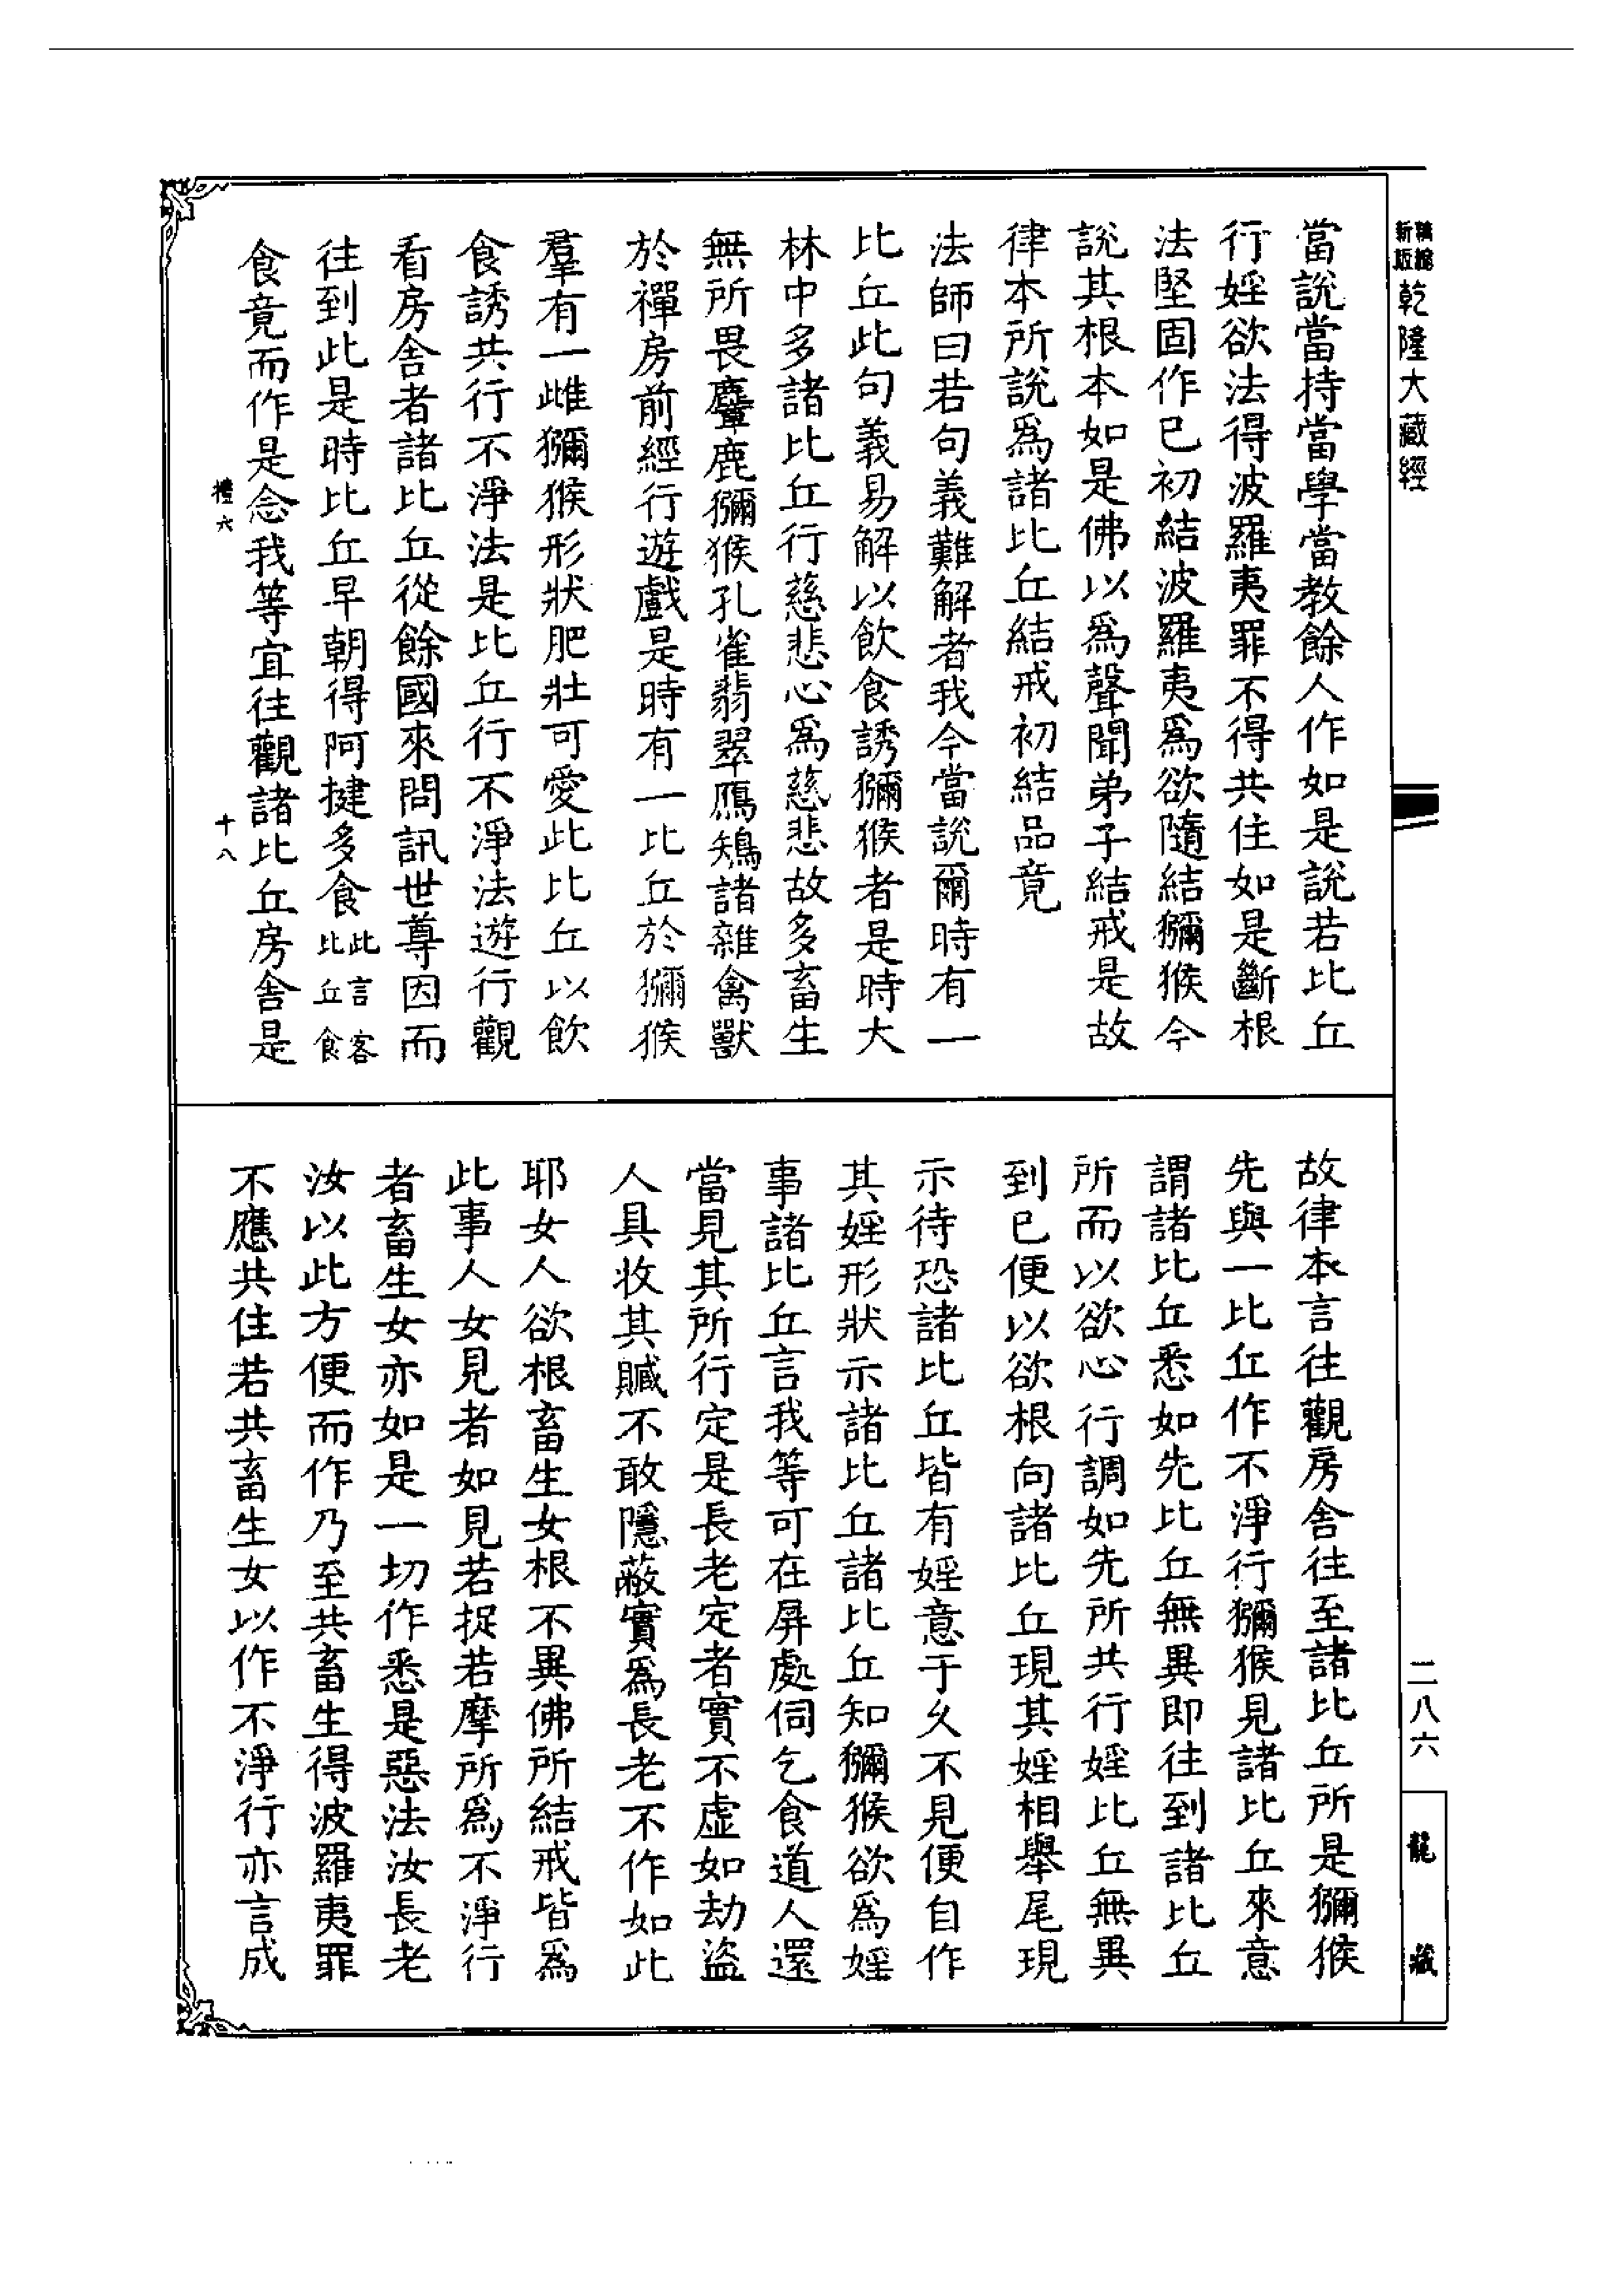 新版精縮乾隆大藏經
當說當持當學當教餘人作如是說若比丘
行婬欲法得波羅夷罪不得共住如是斷根
法堅固作已初結波羅夷爲欲隨結獼猴今
說其根本如是佛以爲聲聞弟子結戒是故
律本所說爲諸比丘結戒初結品竟
法師曰若句義難解者我今當說爾時有一
比丘此句義易解以飲食誘獼猴者是時大
林中多諸比丘行慈悲心爲慈悲故多畜生
無所畏麞鹿獼猴孔雀翡翠鴈鴙諸雜禽獸
於禪房前經行遊戲是時有一比丘於獼猴
羣有一雌獼猴形狀肥壯可愛此比丘以飲
食誘共行不淨法是比丘行不淨法遊行觀
看房舍者諸比丘從餘國來問訊世尊因而
往到此是時比丘早朝得阿揵多食此言客比丘食
食竟而作是念我等宜往觀諸比丘房舍是
禮六
十八
故律本言往觀房舍往至諸比丘所是獼猴
先與一比丘作不淨行獼猴見諸比丘來意
謂諸比丘悉如先比丘無異即往到諸比丘
所而以欲心行調如先所共行婬比丘無異
到已便以欲根向諸比丘現其婬相舉尾現
示待恐諸比丘皆有婬意于久不見便自作
其婬形狀示諸比丘諸比丘知獼猴欲爲婬
事諸比丘言我等可在屏處伺乞食道人還
當見其所行定是長老定者實不虛如劫盜
人具收其贓不敢隱蔽實爲長老不作如此
耶女人欲根畜生女根不異佛所結戒皆爲
此事人女見者如見若捉若摩所爲不淨行
者畜生女亦如是一切作悉是惡法汝長老
汝以此方便而作乃至共畜生得波羅夷罪
不應共住若共畜生女以作不淨行亦言成
二八六
龍藏